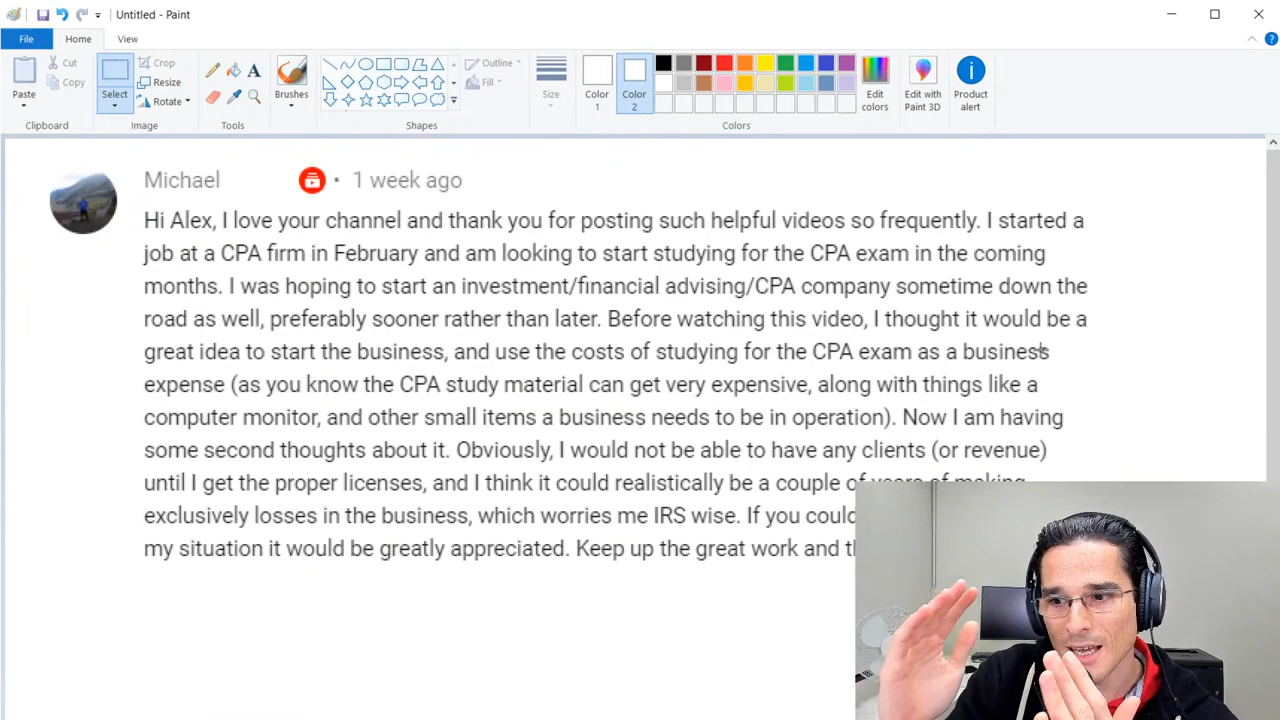 Untitled - Paint
File
Home
View
Paste
Cut
Copy
Clipboard
Select
Crop
Resize
Rotate
Image
A
Tools
Brushes
Outline
Fill
Shapes
Size
Color 1
Color 2
Edit colors
Colors
Edit with Paint 3D
Product alert
Michael • 1 week ago
Hi Alex, I love your channel and thank you for posting such helpful videos so frequently. I started a
job at a CPA firm in February and am looking to start studying for the CPA exam in the coming
months. I was hoping to start an investment/financial advising/CPA company sometime down the
road as well, preferably sooner rather than later. Before watching this video, I thought it would be a
great idea to start the business, and use the costs of studying for the CPA exam as a business
expense (as you know the CPA study material can get very expensive, along with things like a
computer monitor, and other small items a business needs to be in operation). Now I am having
some second thoughts about it. Obviously, I would not be able to have any clients (or revenue)
until I get the proper licenses, and I think it could realistically be a couple of years of making
exclusively losses in the business, which worries me IRS wise. If you could
my situation it would be greatly appreciated. Keep up the great work and